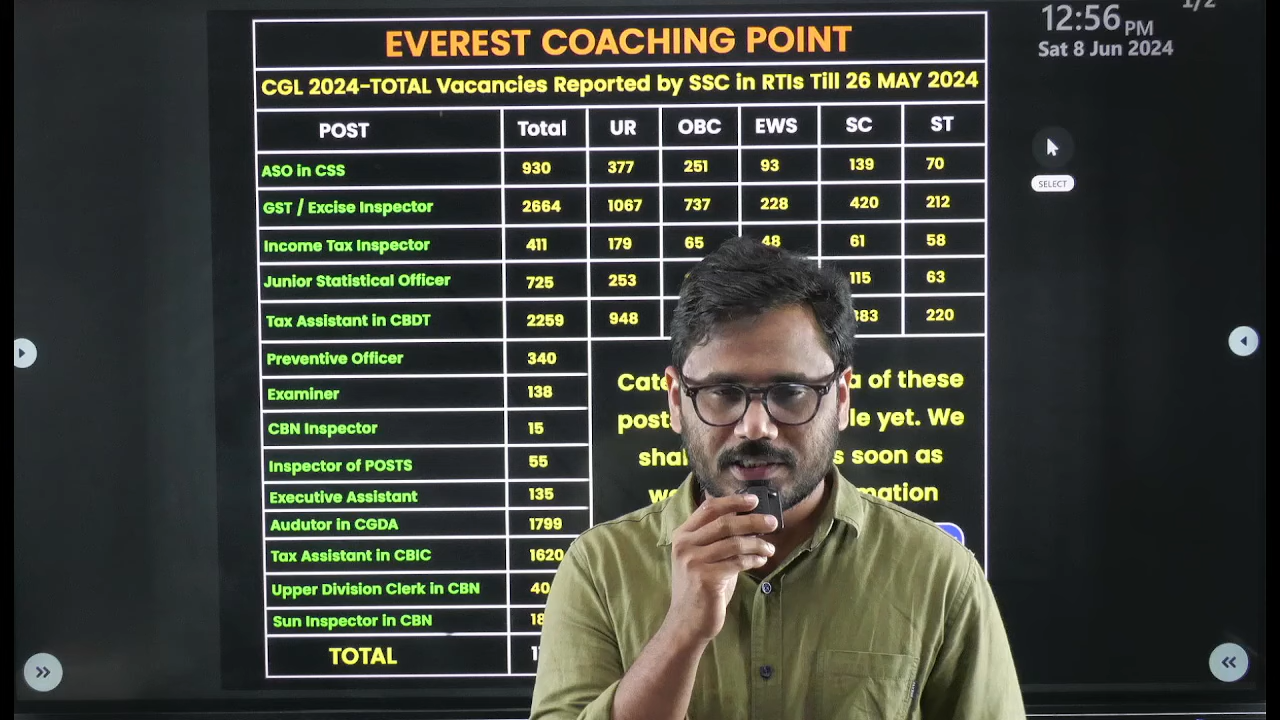 1/2
12:56 PM
Sat 8 Jun 2024
EVEREST COACHING POINT
CGL 2024-TOTAL Vacancies Reported by SSC in RTIs Till 26 MAY 2024
POST Total UR OBC EWS SC ST
ASO in CSS 930 377 251 93 139 70
GST / Excise Inspector 2664 1067 737 228 420 212
Income Tax Inspector 411 179 65 48 61 58
SELECT
Junior Statistical Officer 725 253 115 63
Tax Assistant in CBDT 2259 948 220
Preventive Officer 340
Examiner 138
CBN Inspector 15
Inspector of POSTS 55
Executive Assistant 135
Audutor in CGDA 1799
Tax Assistant in CBIC 1620
Upper Division Clerk in CBN
Sun Inspector in CBN
TOTAL
of these
yet. We
soon as